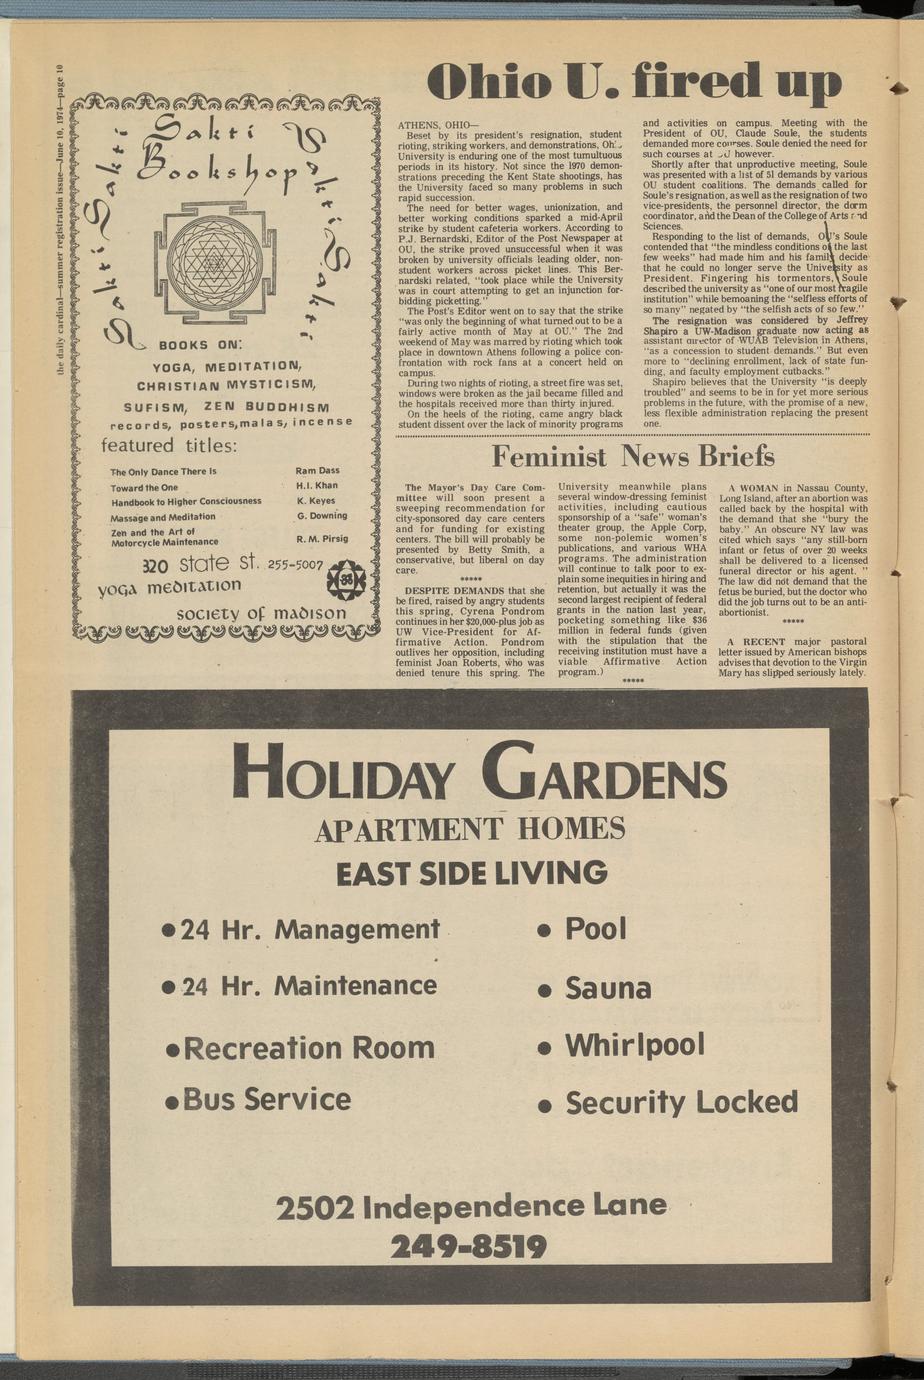 the daily cardinal—summer registration issue—June 10, 1974—page 10
Sakti
Bookshop
Sakti Sakti
Sakti Sakti
BOOKS ON:
YOGA, MEDITATION,
CHRISTIAN MYSTICISM,
SUFISM, ZEN BUDDHISM
records, posters, malas, incense
featured titles:
The Only Dance There Is Ram Dass
Toward the One H.I. Khan
Handbook to Higher Consciousness K. Keyes
Massage and Meditation G. Downing
Zen and the Art of
Motorcycle Maintenance R. M. Pirsig
320 state st. 255-5007
yoga meditation
society of madison
Ohio U. fired up
ATHENS, OHIO—
Beset by its president's resignation, student
rioting, striking workers, and demonstrations,
University is enduring one of the most tumultuous
periods in its history. Not since the 1970 demon-
strations preceding the Kent State shootings, has
the University faced so many problems in such
rapid succession.
The need for better wages, unionization, and
better working conditions sparked a mid-April
strike by student cafeteria workers. According to
P.J. Bernardski, Editor of the Post Newspaper at
OU, the strike proved unsuccessful when it was
broken by university officials leading older, non-
student workers across picket lines. This Ber-
nardski related, "took place while the University
was in court attempting to get an injunction for-
bidding picketting."
The Post's Editor went on to say that the strike
"was only the beginning of what turned out to be a
fairly active month of May at OU." The 2nd
weekend of May was marred by rioting which took
place in downtown Athens following a police con-
frontation with rock fans at a concert held on
campus.
During two nights of rioting, a street fire was set,
windows were broken as the jail became filled and
the hospitals received more than thirty injured.
On the heels of the rioting, came angry black
student dissent over the lack of minority programs
and activities on campus. Meeting with the
President of OU, Claude Soule, the students
demanded more courses. Soule denied the need for
such courses at however.
Shortly after that unproductive meeting, Soule
was presented with a list of 51 demands by various
OU student coalitions. The demands called for
Soule's resignation, as well as the resignation of two
vice-presidents, the personnel director, the dorm
coordinator, and the Dean of the College of Arts and
Sciences.
Responding to the list of demands, OU's Soule
contended that "the mindless conditions of the last
few weeks" had made him and his family decide
that he could no longer serve the University as
President. Fingering his tormentors, Soule
described the university as "one of our most fragile
institution" while bemoaning the "selfless efforts of
so many" negated by "the selfish acts of so few."
The resignation was considered by Jeffrey
Shapiro a UW-Madison graduate now acting as
assistant director of WUAB Television in Athens,
"as a concession to student demands." But even
more to "declining enrollment, lack of state fun-
ding, and faculty employment cutbacks."
Shapiro believes that the University "is deeply
troubled" and seems to be in for yet more serious
problems in the future, with the promise of a new,
less flexible administration replacing the present
one.
Feminist News Briefs
The Mayor's Day Care Com-
mittee will soon present a
sweeping recommendation for
city-sponsored day care centers
and for funding for existing
centers. The bill will probably be
presented by Betty Smith, a
conservative, but liberal on day
care.
*****
DESPITE DEMANDS that she
be fired, raised by angry students
this spring, Cyrena Pondrom
continues in her $20,000-plus job as
UW Vice-President for Af-
firmative Action. Pondrom
outlives her opposition, including
feminist Joan Roberts, who was
denied tenure this spring. The
University meanwhile plans
several window-dressing feminist
activities, including cautious
sponsorship of a "safe" woman's
theater group, the Apple Corp,
some non-polemic women's
publications, and various WHA
programs. The administration
will continue to talk poor to ex-
plain some inequities in hiring and
retention, but actually it was the
second largest recipient of federal
grants in the nation last year,
pocketing something like $36
million in federal funds (given
with the stipulation that the
receiving institution must have a
viable Affirmative Action
program.)
*****
A WOMAN in Nassau County,
Long Island, after an abortion was
called back by the hospital with
the demand that she "bury the
baby." An obscure NY law was
cited which says "any still-born
infant or fetus of over 20 weeks
shall be delivered to a licensed
funeral director or his agent. "
The law did not demand that the
fetus be buried, but the doctor who
did the job turns out to be an anti-
abortionist.
*****
A RECENT major pastoral
letter issued by American bishops
advises that devotion to the Virgin
Mary has slipped seriously lately.
HOLIDAY GARDENS
APARTMENT HOMES
EAST SIDE LIVING
●24 Hr. Management
●24 Hr. Maintenance
●Recreation Room
●Bus Service
● Pool
● Sauna
● Whirlpool
● Security Locked
2502 Independence Lane
249-8519